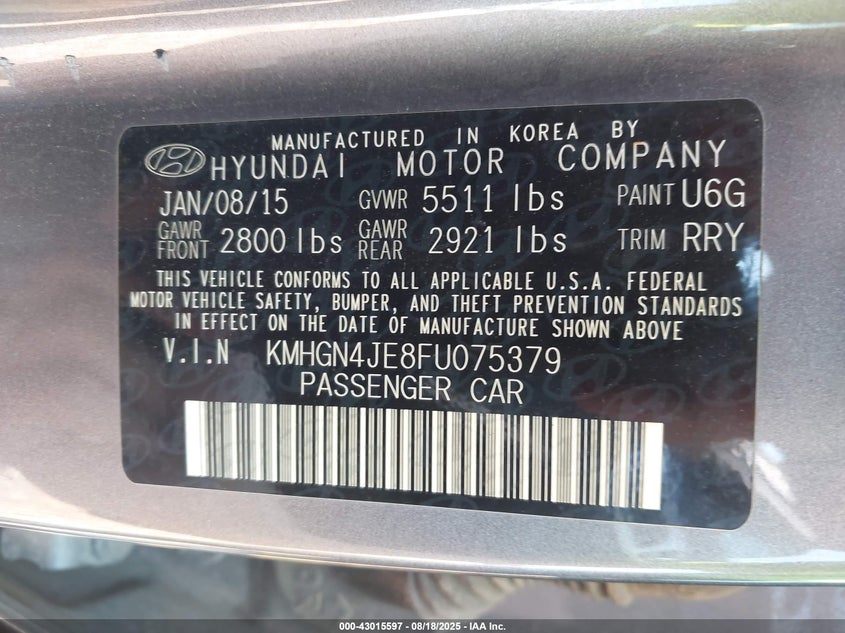 MANUFACTURED IN KOREA BY
HYUNDAI MOTOR COMPANY
JAN/08/15 GVWR 5511 lbs PAINT U6G
GAWR FRONT 2800 lbs GAWR REAR 2921 lbs TRIM RRY
THIS VEHICLE CONFORMS TO ALL APPLICABLE U.S.A. FEDERAL
MOTOR VEHICLE SAFETY, BUMPER, AND THEFT PREVENTION STANDARDS
IN EFFECT ON THE DATE OF MANUFACTURE SHOWN ABOVE
V.I.N KMHGN4JE8FU075379
PASSENGER CAR
000-43015597 - 08/18/2025 - IAA Inc.